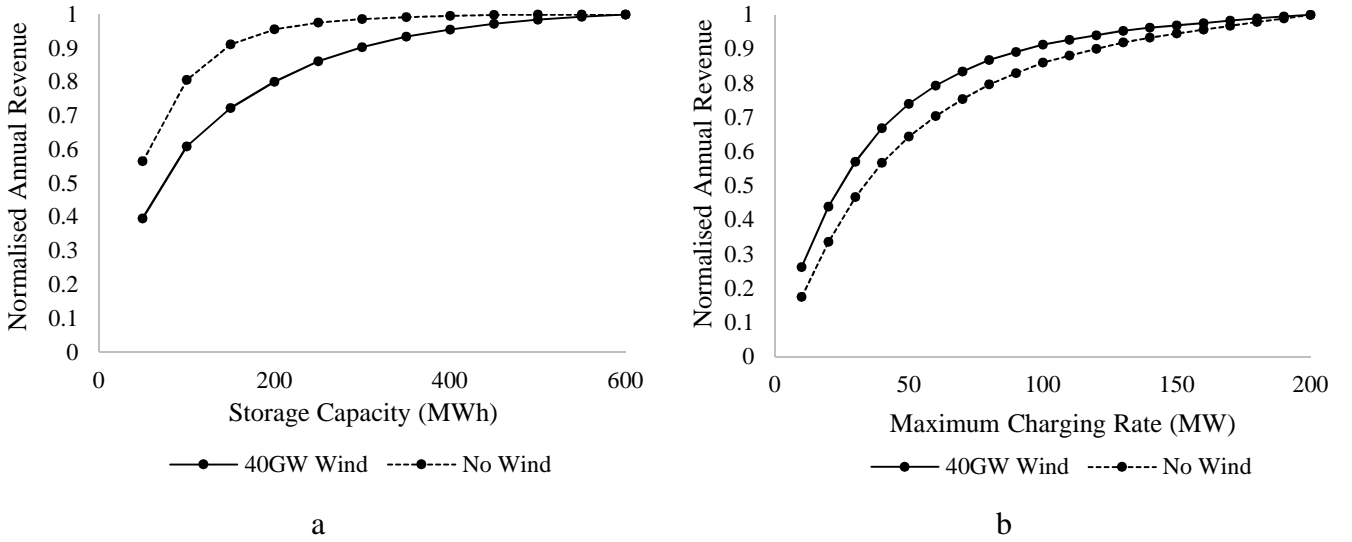 Normalised Annual Revenue
1
0.9
0.8
0.7
0.6
0.5
0.4
0.3
0.2
0.1
0
0 200 400 600
Storage Capacity (MWh)
40GW Wind No Wind
a
Normalised Annual Revenue
1
0.9
0.8
0.7
0.6
0.5
0.4
0.3
0.2
0.1
0
0 50 100 150 200
Maximum Charging Rate (MW)
40GW Wind No Wind
b